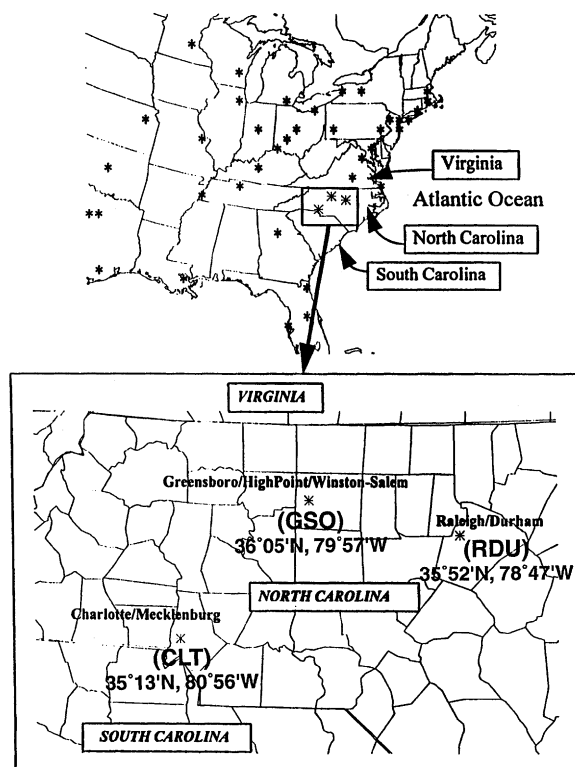 Virginia
Atlantic Ocean
North Carolina
South Carolina
VIRGINIA
Greensboro/HighPoint/Winston-Salem
(GSO)
36°05'N, 79°57'W
Raleigh/Durham
(RDU)
35°52'N, 78°47'W
NORTH CAROLINA
Charlotte/Mecklenburg
(CLT)
35°13'N, 80°56'W
SOUTH CAROLINA